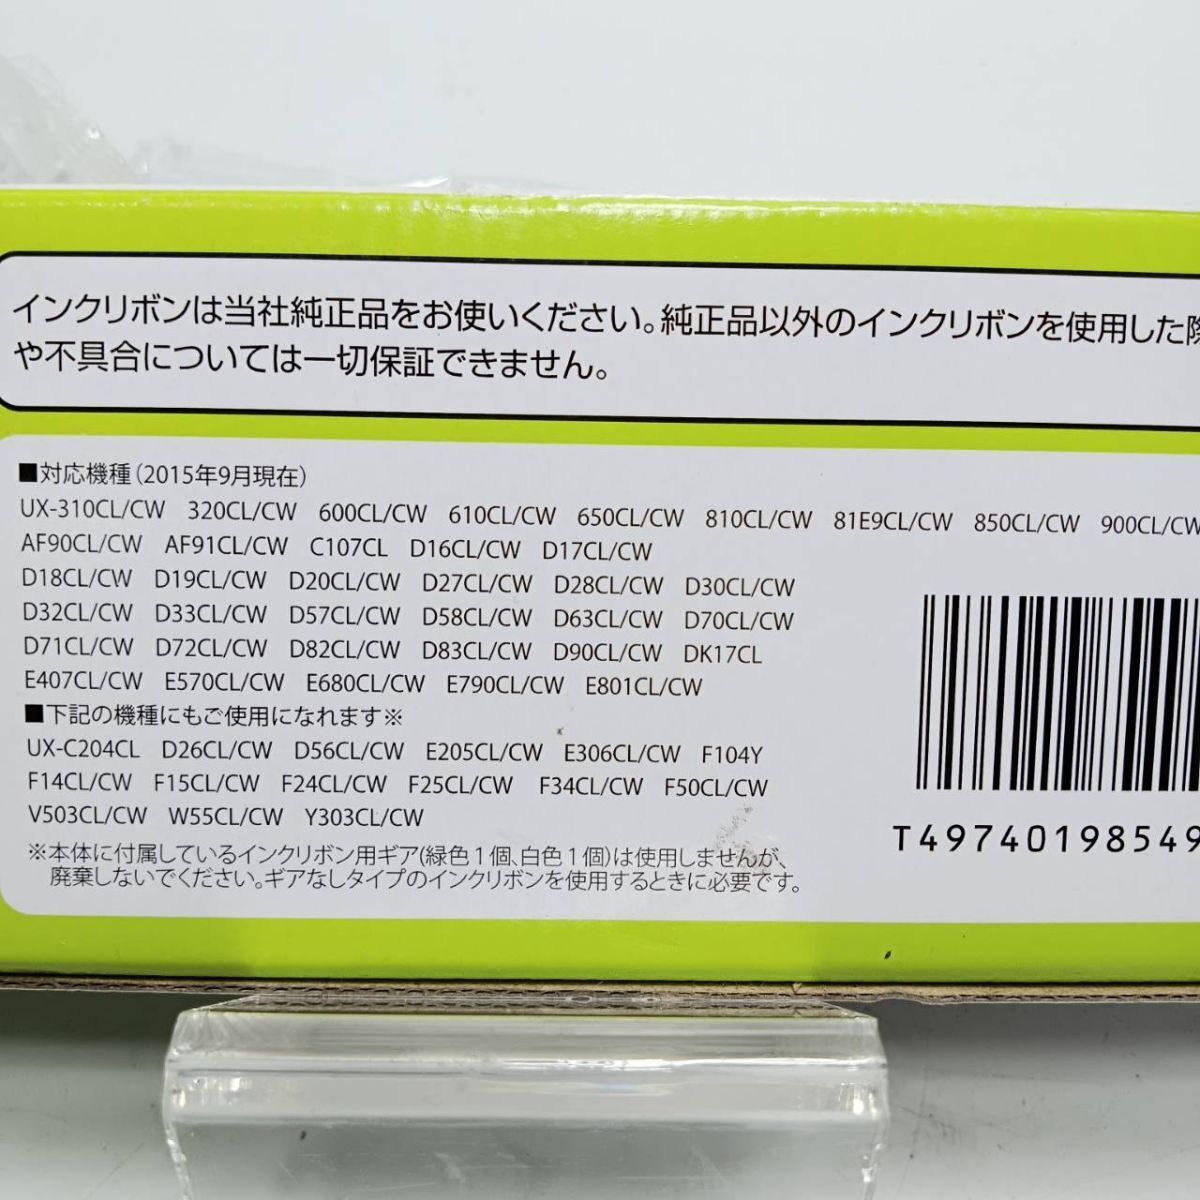 インクリボンは当社純正品をお使いください。純正品以外のインクリボンを使用した際
や不具合については一切保証できません。
■対応機種（2015年9月現在）
UX-310CL/CW 320CL/CW 600CL/CW 610CL/CW 650CL/CW 810CL/CW 81E9CL/CW 850CL/CW 900CL/CW
AF90CL/CW AF91CL/CW C107CL D16CL/CW D17CL/CW
D18CL/CW D19CL/CW D20CL/CW D27CL/CW D28CL/CW D30CL/CW
D32CL/CW D33CL/CW D57CL/CW D58CL/CW D63CL/CW D70CL/CW
D71CL/CW D72CL/CW D82CL/CW D83CL/CW D90CL/CW DK17CL
E407CL/CW E570CL/CW E680CL/CW E790CL/CW E801CL/CW
■下記の機種にもご使用になれます※
UX-C204CL D26CL/CW D56CL/CW E205CL/CW E306CL/CW F104Y
F14CL/CW F15CL/CW F24CL/CW F25CL/CW F34CL/CW F50CL/CW
V503CL/CW W55CL/CW Y303CL/CW
※本体に付属しているインクリボン用ギア(緑色1個、白色1個)は使用しませんが、
廃棄しないでください。ギアなしタイプのインクリボンを使用するときに必要です。
T49740198549